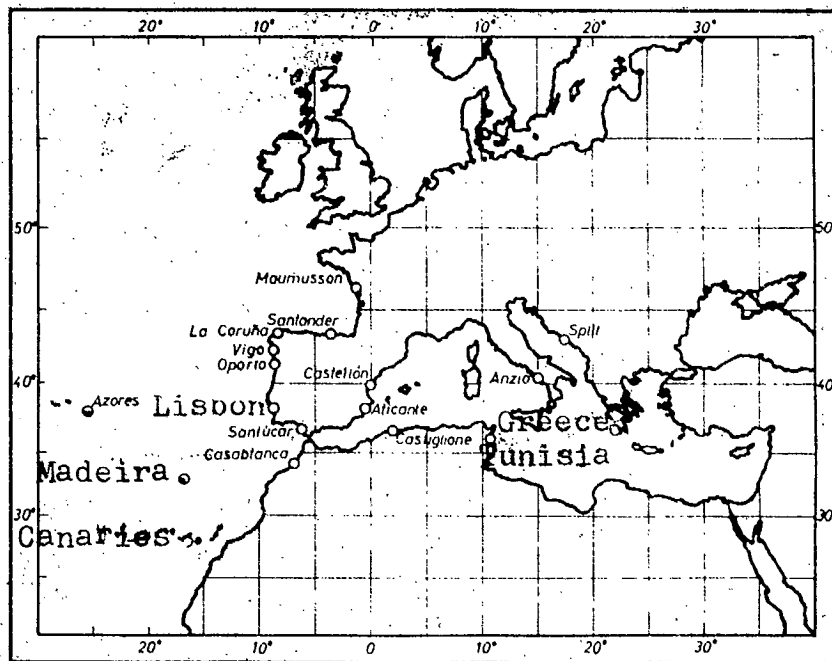 20° 10° 0° 10° 20° 30°
50° 50
Maumusson
Santander
La Coruña
Vigo
Oporto
Split
Castellón
Anzio
40° 40°
Azores
Lisbon
Alicante
Greece
Sanlucar
Castiglione
Casablanca
Tunisia
Madeira
30° 30
Canaries
20° 10° 0 10° 20° 30°